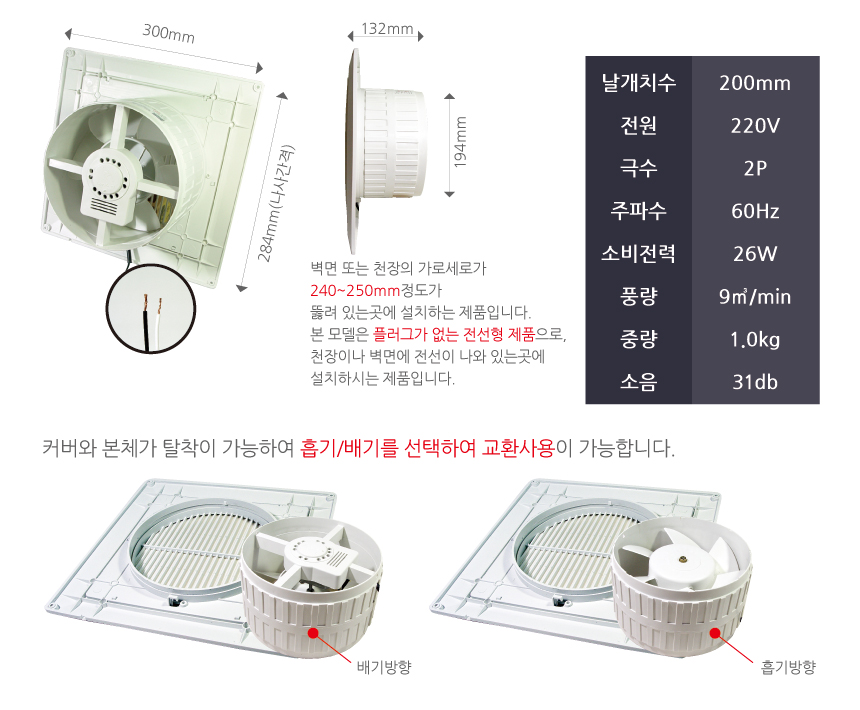 300mm
132mm
194mm
284mm(나사간격)
벽면 또는 천장의 가로세로가
240~250mm정도가
뚫려 있는곳에 설치하는 제품입니다.
본 모델은 플러그가 없는 전선형 제품으로,
천장이나 벽면에 전선이 나와 있는곳에
설치하시는 제품입니다.
날개치수 200mm
전원 220V
극수 2P
주파수 60Hz
소비전력 26W
풍량 9㎥/min
중량 1.0kg
소음 31db
커버와 본체가 탈착이 가능하여 흡기/배기를 선택하여 교환사용이 가능합니다.
배기방향
흡기방향